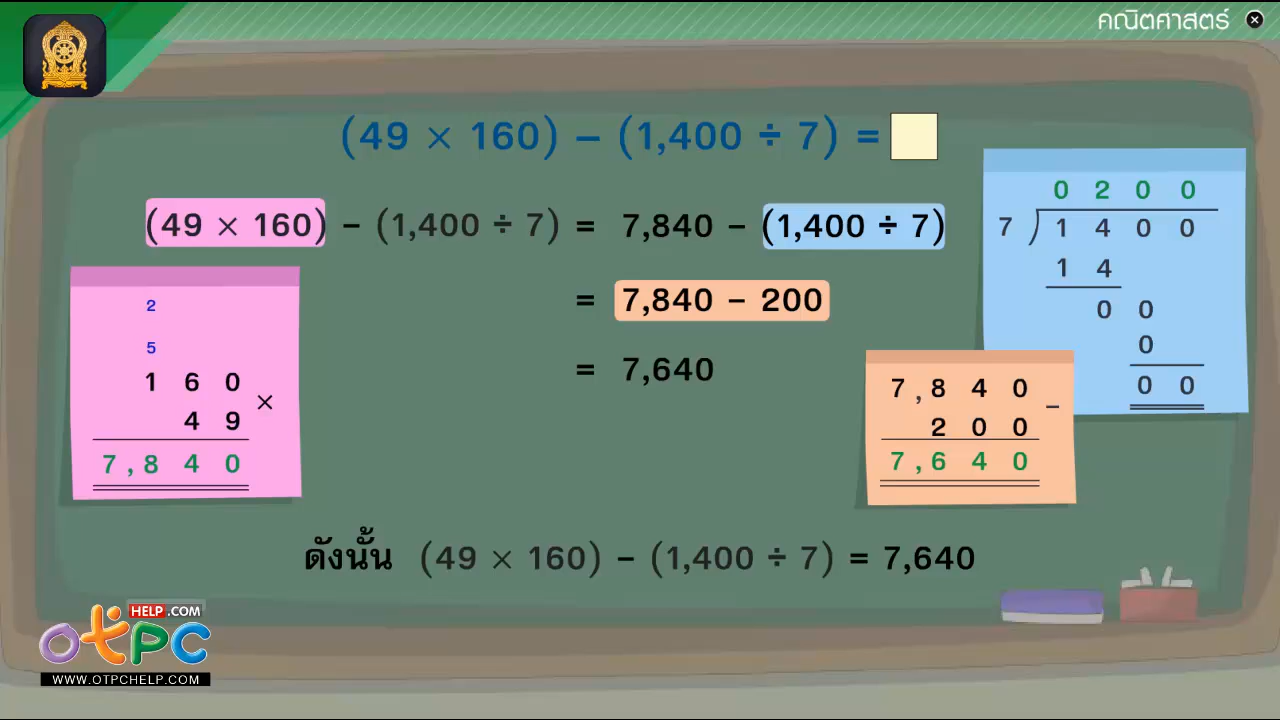 คณิตศาสตร์
(49 × 160) – (1,400 ÷ 7) =
(49 × 160) – (1,400 ÷ 7) = 7,840 – (1,400 ÷ 7)
= 7,840 – 200
= 7,640
2
5
1 6 0
×
4 9
7 , 8 4 0
0 2 0 0
7 ) 1 4 0 0
1 4
0 0
0
0 0
7 , 8 4 0
–
2 0 0
7 , 6 4 0
ดังนั้น (49 × 160) – (1,400 ÷ 7) = 7,640
HELP.COM
OTPC
WWW.OTPCHELP.COM